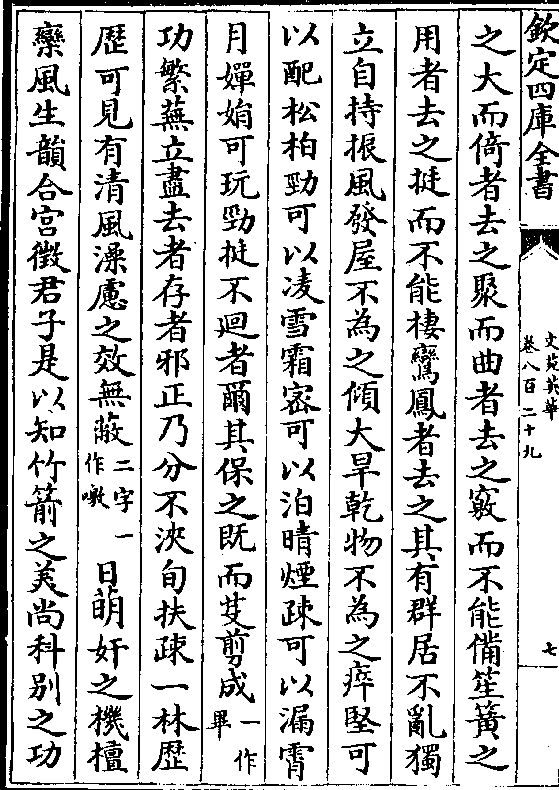 欽定四庫全書
文苑英華
卷八百二十九
七
之大而倚者去之聚而曲者去之竅而不能備笙簧之
用者去之挺而不能棲鸞鳳者去之其有群居不亂獨
立自持振風發屋不為之傾大旱乾物不為之瘁堅可
以配松柏勁可以凌雪霜密可以泊晴煙疎可以漏霄
月嬋娟可玩勁挺不迴者爾其保之既而芟剪成一作畢
功繁蕪立盡去者存者邪正乃分不浹旬扶疎一林歷
歷可見有清風澡慮之效無蔽二字一作噉日萌奸之機檀
欒風生韻合宮徵君子是以知竹箭之美尚科別之功